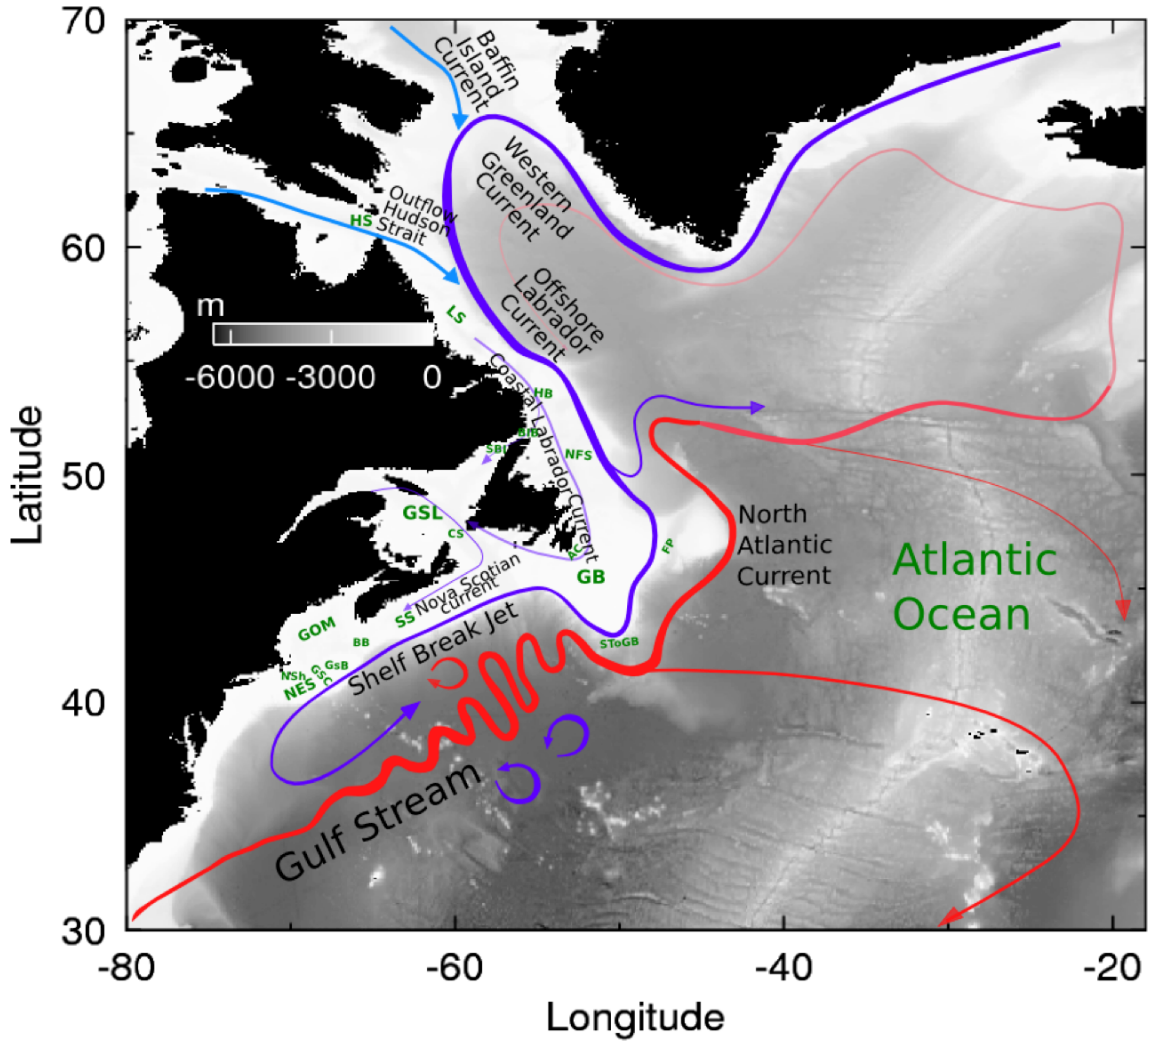 70
60
50
40
30
-80
-60
-40
-20
Latitude
Longitude
Baffin
Island
Current
Western
Greenland
Current
Outflow
Hudson
Strait
HS
Offshore
Labrador
Current
LS
m
-6000
-3000
0
Coastal Labrador Current
HB
BIB
SBI
NFS
GSL
CS
AC
FP
GB
Nova Scotian
Current
North
Atlantic
Current
Atlantic
Ocean
SS
GOM
BB
SToGB
Shelf Break Jet
GsB
GSC
NSh
NES
Gulf Stream